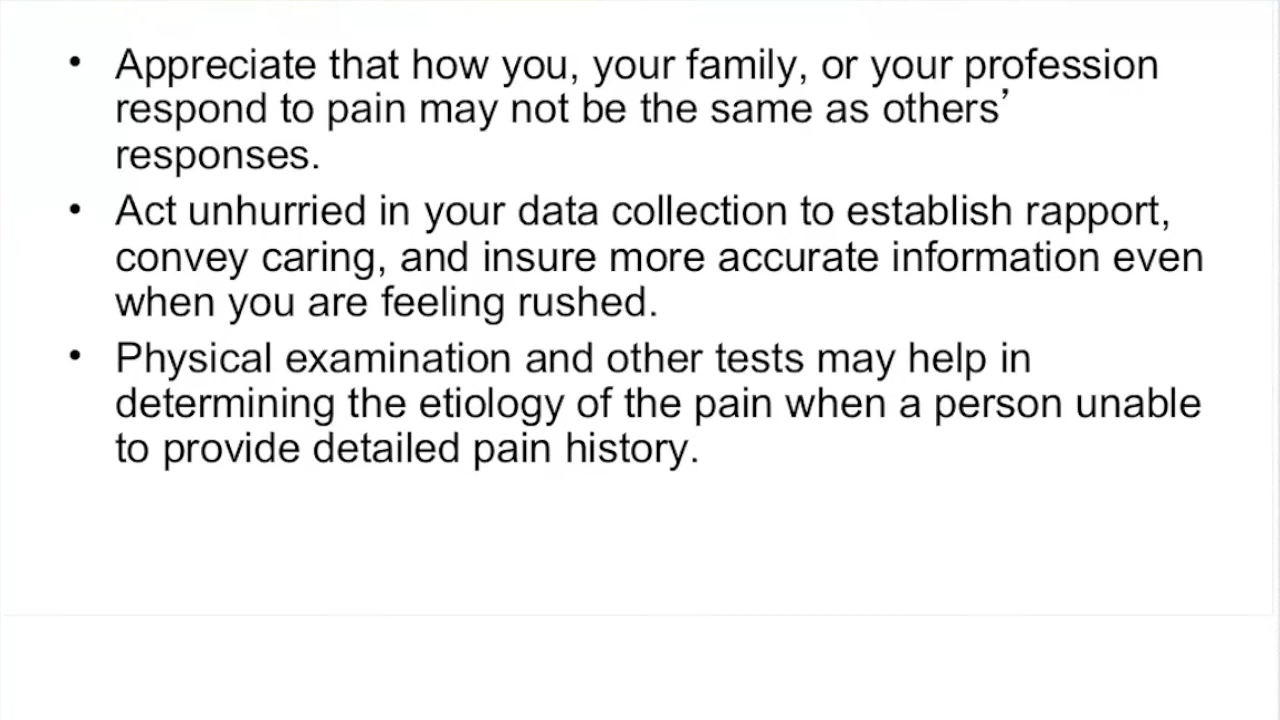 • Appreciate that how you, your family, or your profession
respond to pain may not be the same as others’
responses.
• Act unhurried in your data collection to establish rapport,
convey caring, and insure more accurate information even
when you are feeling rushed.
• Physical examination and other tests may help in
determining the etiology of the pain when a person unable
to provide detailed pain history.